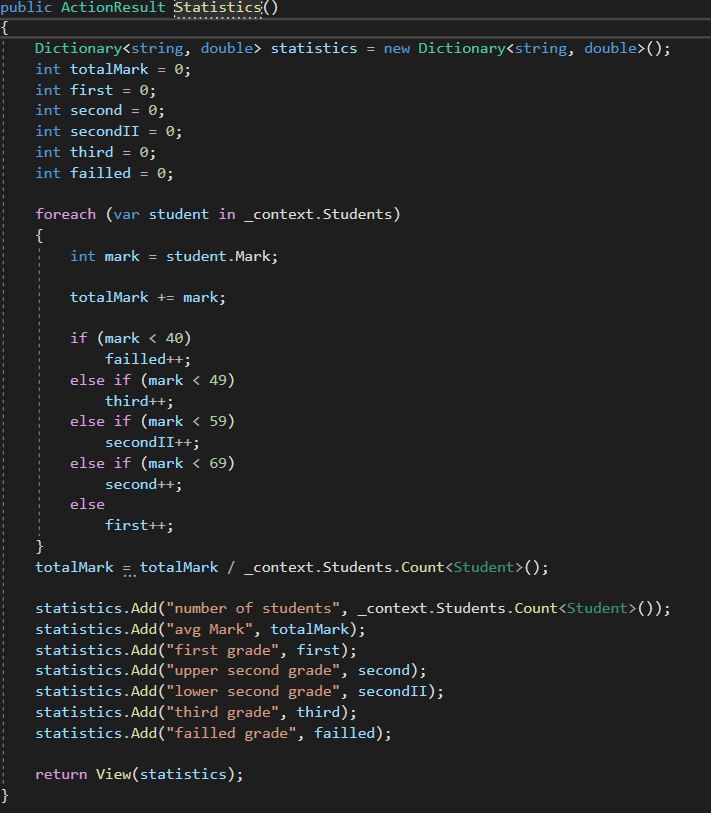 public ActionResult Statistics()
{
    Dictionary<string, double> statistics = new Dictionary<string, double>();
    int totalMark = 0;
    int first = 0;
    int second = 0;
    int secondII = 0;
    int third = 0;
    int failled = 0;

    foreach (var student in _context.Students)
    {
        int mark = student.Mark;

        totalMark += mark;

        if (mark < 40)
            failled++;
        else if (mark < 49)
            third++;
        else if (mark < 59)
            secondII++;
        else if (mark < 69)
            second++;
        else
            first++;
    }
    totalMark = totalMark / _context.Students.Count<Student>();

    statistics.Add("number of students", _context.Students.Count<Student>());
    statistics.Add("avg Mark", totalMark);
    statistics.Add("first grade", first);
    statistics.Add("upper second grade", second);
    statistics.Add("lower second grade", secondII);
    statistics.Add("third grade", third);
    statistics.Add("failled grade", failled);

    return View(statistics);
}